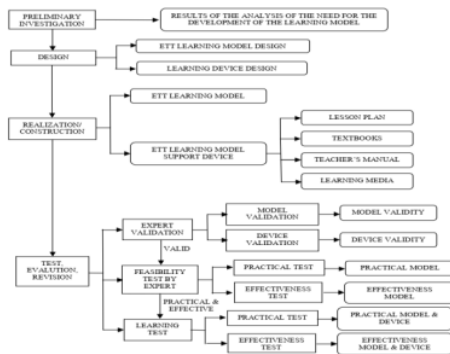 PRELIMINARY
INVESTIGATION
RESULTS OF THE ANALYSIS OF THE NEED FOR THE
DEVELOPMENT OF THE LEARNING MODEL
DESIGN
ETT LEARNING MODEL DESIGN
LEARNING DEVICE DESIGN
REALIZATION/
CONSTRUCTION
ETT LEARNING MODEL
ETT LEARNING MODEL
SUPPORT DEVICE
LESSON PLAN
TEXTBOOKS
TEACHER'S MANUAL
LEARNING MEDIA
TEST,
EVALUTION,
REVISION
EXPERT
VALIDATION
MODEL
VALIDATION
MODEL VALIDITY
DEVICE
VALIDATION
DEVICE VALIDITY
VALID
FEASIBILITY
TEST BY
EXPERT
PRACTICAL TEST
PRACTICAL MODEL
EFFECTIVENESS
TEST
EFFECTIVENESS
MODEL
PRACTICAL &
EFFECTIVE
LEARNING
TEST
PRACTICAL TEST
PRACTICAL MODEL &
DEVICE
EFFECTIVENESS
TEST
EFFECTIVENESS
MODEL & DEVICE